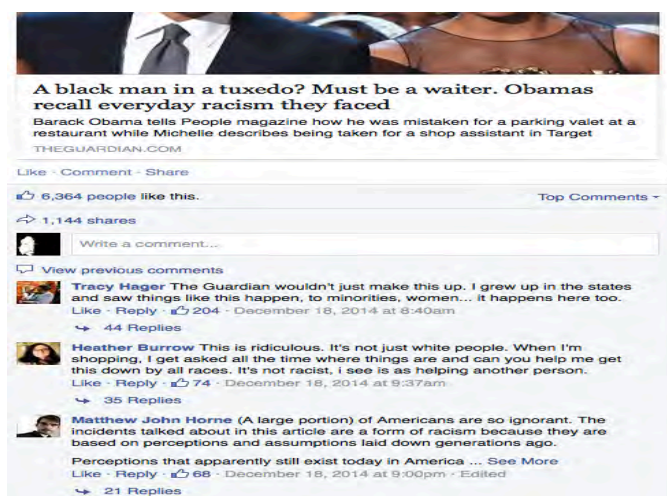 A black man in a tuxedo? Must be a waiter. Obamas
recall everyday racism they faced
Barack Obama tells People magazine how he was mistaken for a parking valet at a
restaurant while Michelle describes being taken for a shop assistant in Target
THEGUARDIAN.COM
Like · Comment · Share
6,364 people like this.
Top Comments
1,144 shares
Write a comment...
View previous comments
Tracy Hager The Guardian wouldn't just make this up. I grew up in the states
and saw things like this happen, to minorities, women... it happens here too.
Like · Reply · 204 · December 18, 2014 at 8:40am
44 Replies
Heather Burrow This is ridiculous. It's not just white people. When I'm
shopping, I get asked all the time where things are and can you help me get
this down by all races. It's not racist, i see is as helping another person.
Like · Reply · 74 · December 18, 2014 at 9:37am
35 Replies
Matthew John Horne (A large portion) of Americans are so ignorant. The
incidents talked about in this article are a form of racism because they are
based on perceptions and assumptions laid down generations ago.
Perceptions that apparently still exist today in America ... See More
Like · Reply · 68 · December 18, 2014 at 9:00pm · Edited
21 Replies